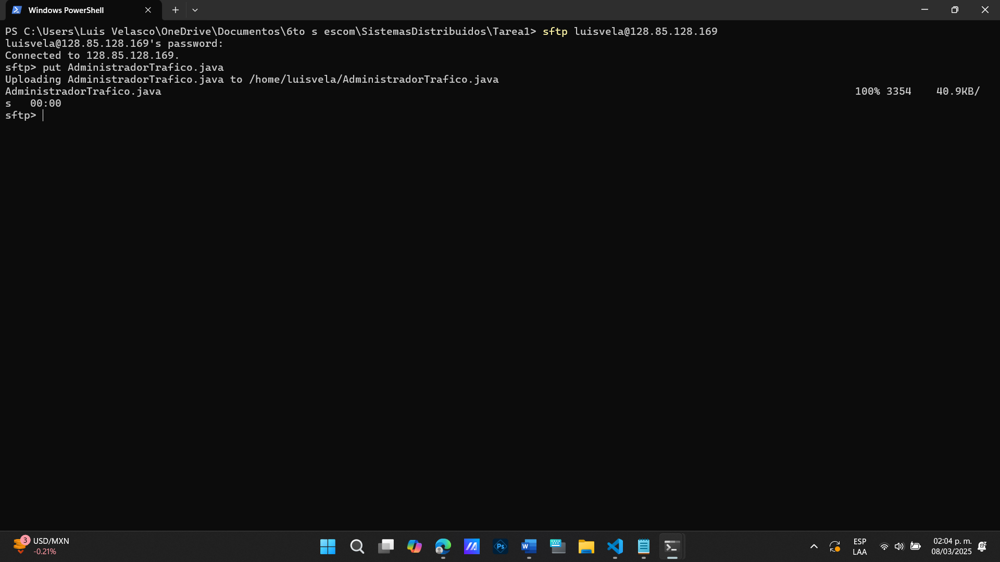 Windows PowerShell
PS C:\Users\Luis Velasco\OneDrive\Documentos\6to s escom\SistemasDistribuidos\Tarea1> sftp luisvela@128.85.128.169
luisvela@128.85.128.169's password:
Connected to 128.85.128.169.
sftp> put AdministradorTrafico.java
Uploading AdministradorTrafico.java to /home/luisvela/AdministradorTrafico.java
AdministradorTrafico.java 100% 3354 40.9KB/
s 00:00
sftp>
3 USD/MXN
-0.21%
Ps
W
ESP
LAA
02:04 p. m.
08/03/2025